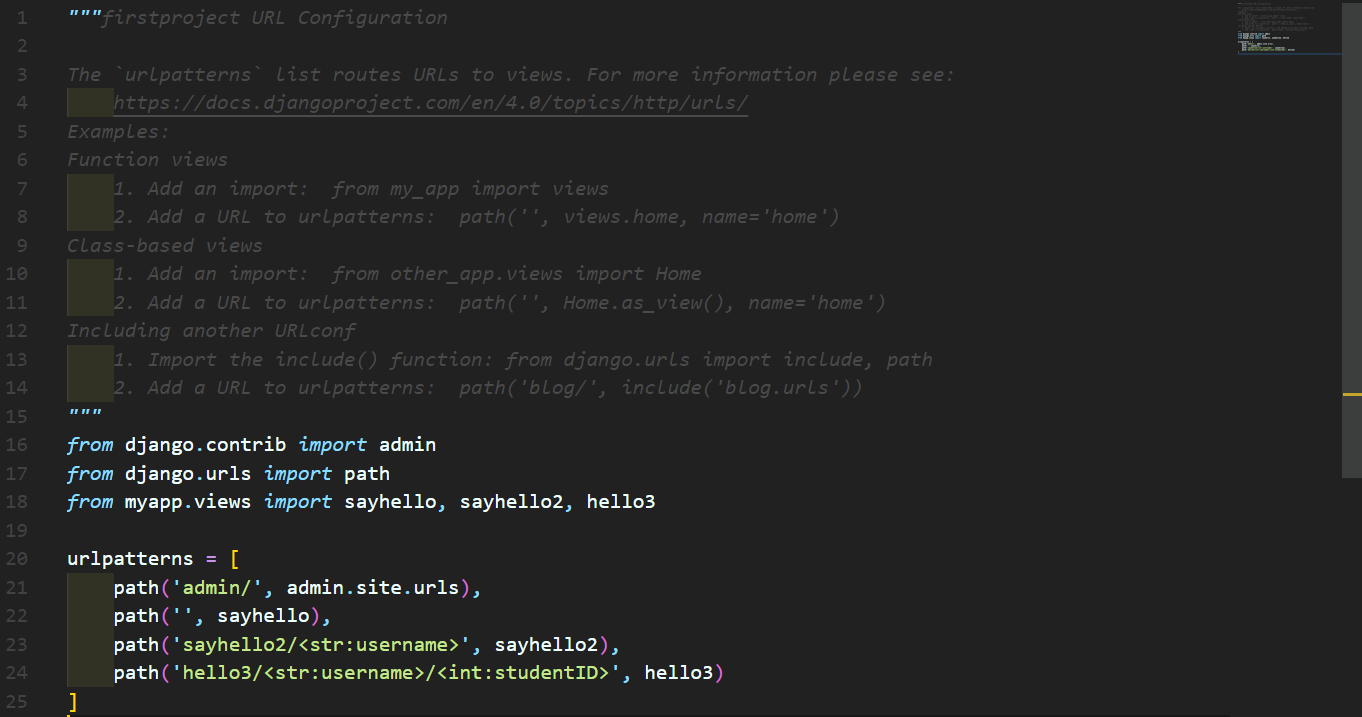 1 """firstproject URL Configuration
2
3 The `urlpatterns` list routes URLs to views. For more information please see:
4     https://docs.djangoproject.com/en/4.0/topics/http/urls/
5 Examples:
6 Function views
7     1. Add an import:  from my_app import views
8     2. Add a URL to urlpatterns:  path('', views.home, name='home')
9 Class-based views
10     1. Add an import:  from other_app.views import Home
11     2. Add a URL to urlpatterns:  path('', Home.as_view(), name='home')
12 Including another URLconf
13     1. Import the include() function: from django.urls import include, path
14     2. Add a URL to urlpatterns:  path('blog/', include('blog.urls'))
15 """
16 from django.contrib import admin
17 from django.urls import path
18 from myapp.views import sayhello, sayhello2, hello3
19
20 urlpatterns = [
21     path('admin/', admin.site.urls),
22     path('', sayhello),
23     path('sayhello2/<str:username>', sayhello2),
24     path('hello3/<str:username>/<int:studentID>', hello3)
25 ]